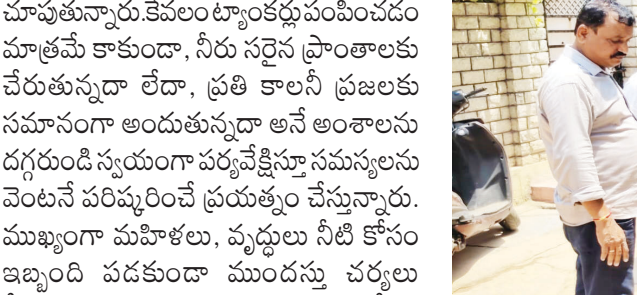 చూపుతున్నారు.కేవలం ట్యాంకర్లు పంపించడం
మాత్రమే కాకుండా, నీరు సరైన ప్రాంతాలకు
చేరుతున్నదా లేదా, ప్రతి కాలనీ ప్రజలకు
సమానంగా అందుతున్నదా అనే అంశాలను
దగ్గరుండి స్వయంగా పర్యవేక్షిస్తూ సమస్యలను
వెంటనే పరిష్కరించే ప్రయత్నం చేస్తున్నారు.
ముఖ్యంగా మహిళలు, వృద్ధులు నీటి కోసం
ఇబ్బంది పడకుండా ముందస్తు చర్యలు